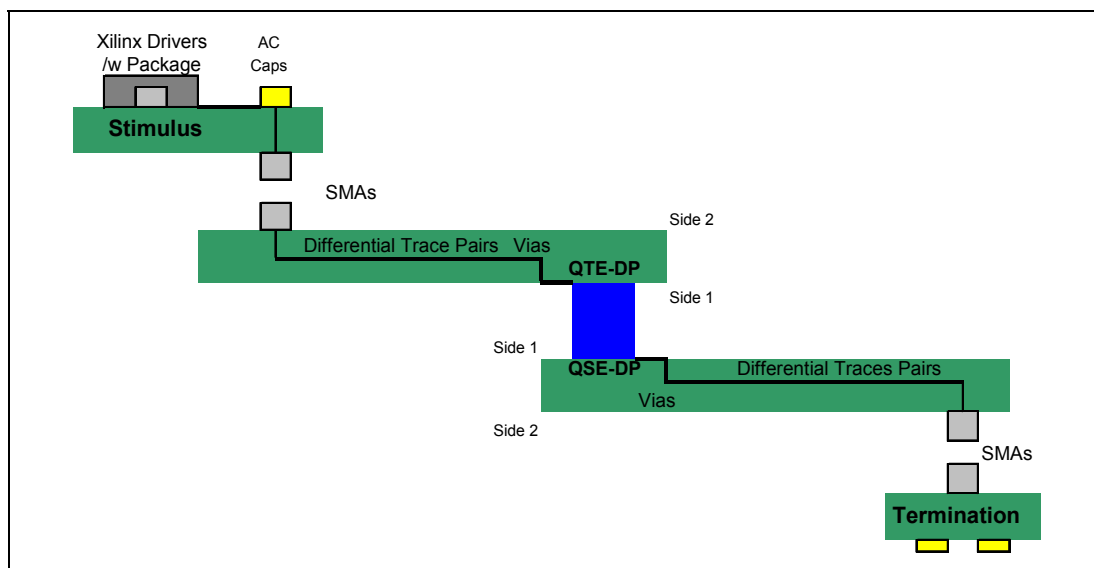 Xilinx Drivers
/w Package
AC
Caps
Stimulus
SMAs
Side 2
Differential Trace Pairs Vias
QTE-DP
Side 1
Side 1
QSE-DP
Differential Traces Pairs
Vias
Side 2
SMAs
Termination